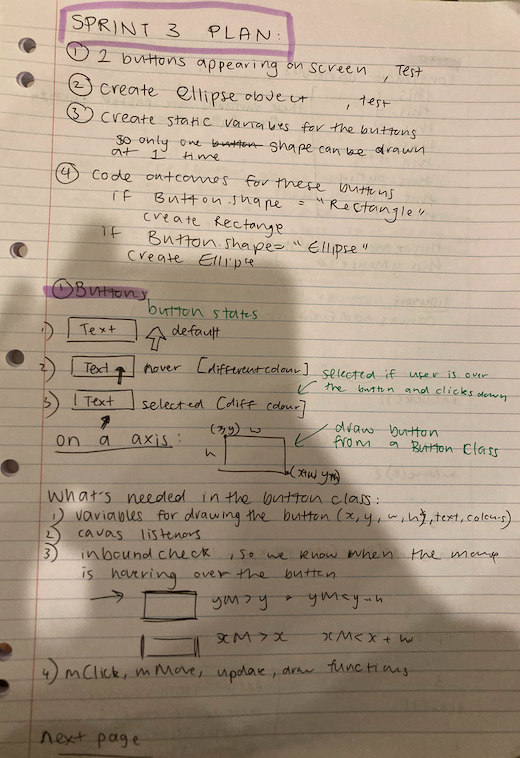 SPRINT 3 PLAN:
① 2 buttons appearing on screen, Test
② Create ellipse object, test
③ Create static variables for the buttons
so only one button shape can be drawn
at 1 time
④ Code outcomes for these buttons
if Button.shape = "Rectangle"
create Rectange
if Button.shape= "Ellipse"
create Ellipse
① Buttons
button states
1) Text default
2) Text hover [different colour]
selected if user is over
the button and clicks down
3) Text selected [diff colour]
on a axis:
(x,y) w
h
(x+w y+h)
draw button
from a Button Class
What's needed in the button class:
1) variables for drawing the button (x, y, w, h, text, colours)
2) cavas listenors
3) inbound check, so we know when the mouse
is hovering over the button
yM > y yM < y+h
xM > x xM < x + w
4) mClick, mMove, update, draw functions
next page